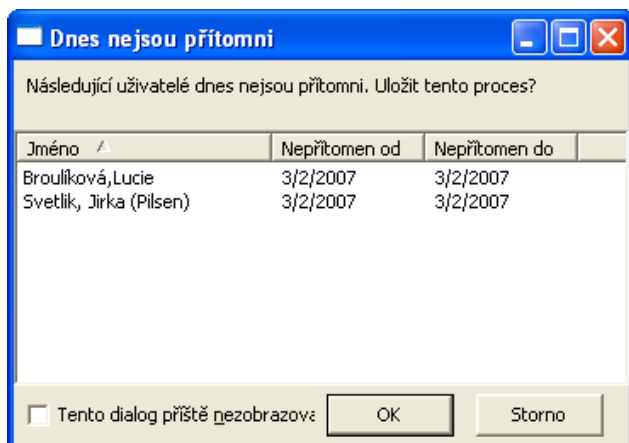 Dnes nejsou přítomni
Následující uživatelé dnes nejsou přítomni. Uložit tento proces?
Jméno Nepřítomen od Nepřítomen do
Broulíková,Lucie 3/2/2007 3/2/2007
Svetlik, Jirka (Pilsen) 3/2/2007 3/2/2007
Tento dialog příště nezobrazova OK Storno